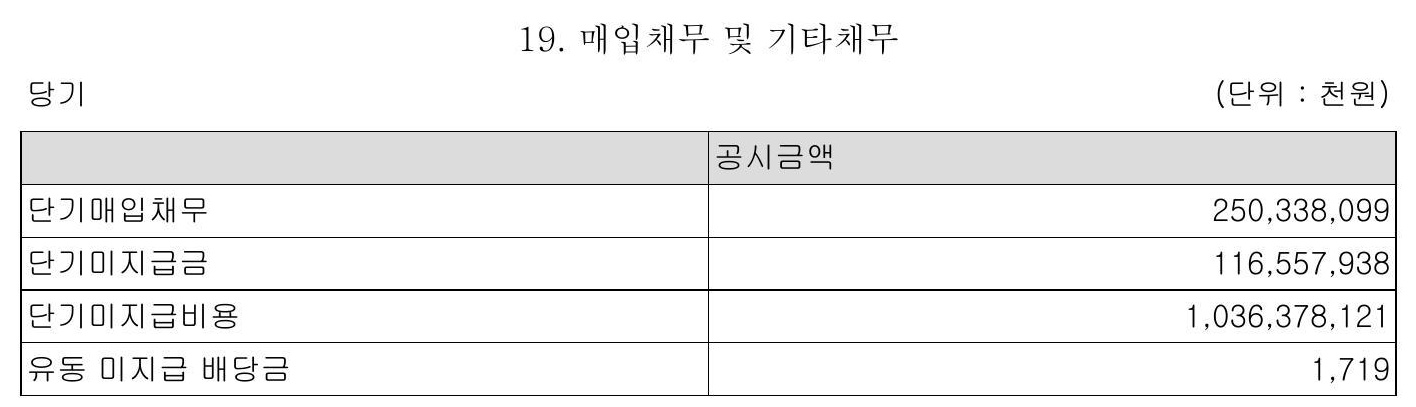 19. 매입채무 및 기타채무
당기 (단위 : 천원)
공시금액
단기매입채무 250,338,099
단기미지급금 116,557,938
단기미지급비용 1,036,378,121
유동 미지급 배당금 1,719